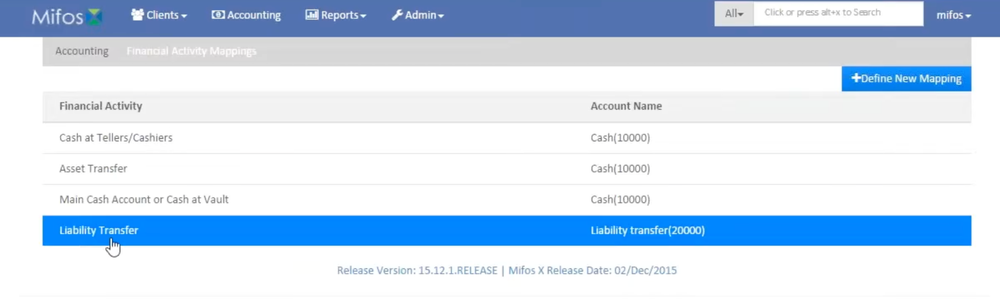 Mifos Clients Accounting Reports Admin All Click or press alt+x to Search mifos
Accounting Financial Activity Mappings
+Define New Mapping
Financial Activity Account Name
Cash at Tellers/Cashiers Cash(10000)
Asset Transfer Cash(10000)
Main Cash Account or Cash at Vault Cash(10000)
Liability Transfer Liability transfer(20000)
Release Version: 15.12.1.RELEASE | Mifos X Release Date: 02/Dec/2015